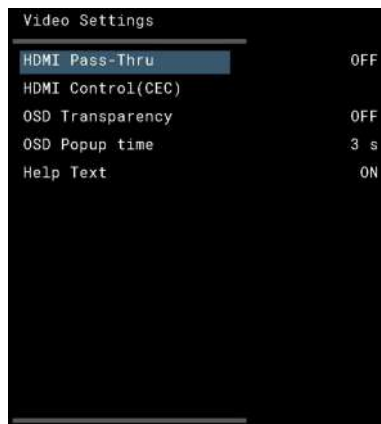 Video Settings
HDMI Pass-Thru OFF
HDMI Control(CEC)
OSD Transparency OFF
OSD Popup time 3 s
Help Text ON